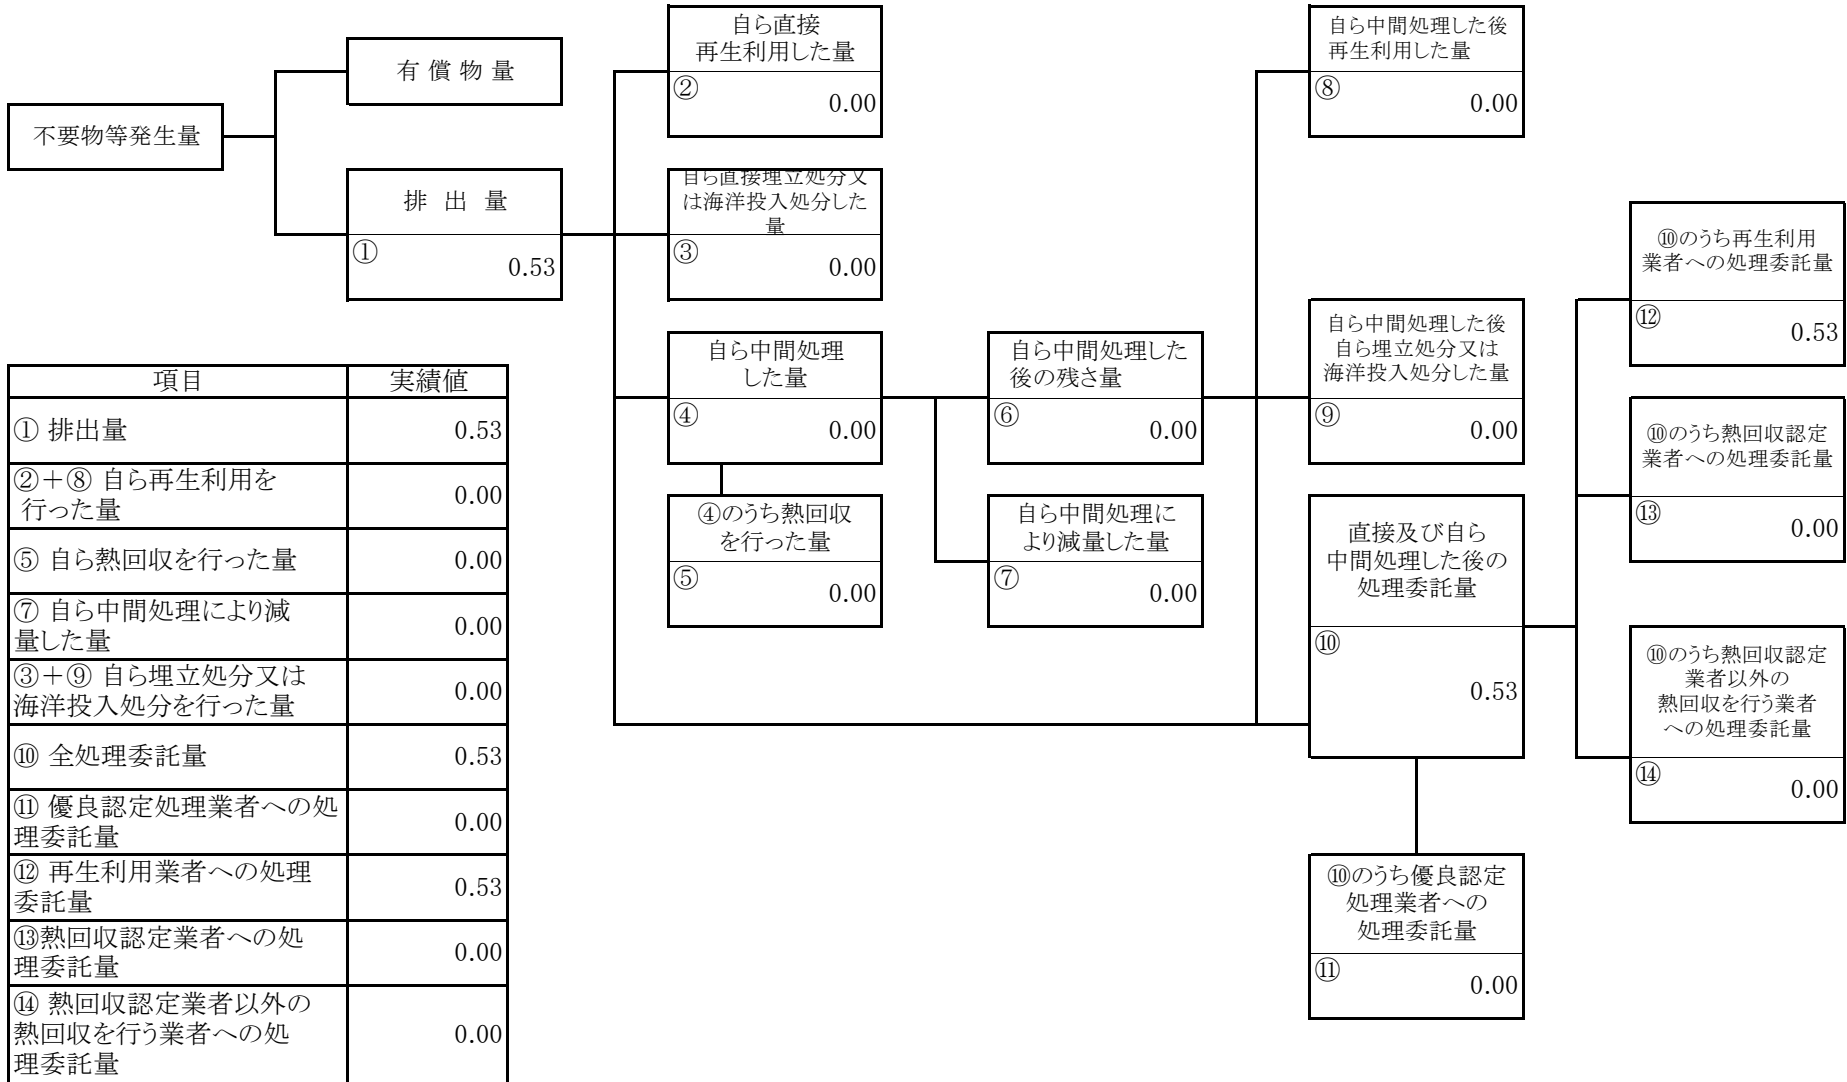 不要物等発生量
有 償 物 量
排 出 量
①
0.53
自ら直接
再生利用した量
②
0.00
自ら直接埋立処分又
は海洋投入処分した
量
③
0.00
自ら中間処理
した量
④
0.00
④のうち熱回収
を行った量
⑤
0.00
自ら中間処理した
後の残さ量
⑥
0.00
自ら中間処理に
より減量した量
⑦
0.00
自ら中間処理した後
再生利用した量
⑧
0.00
自ら中間処理した後
自ら埋立処分又は
海洋投入処分した量
⑨
0.00
直接及び自ら
中間処理した後の
処理委託量
⑩
0.53
⑩のうち優良認定
処理業者への
処理委託量
⑪
0.00
⑩のうち再生利用
業者への処理委託量
⑫
0.53
⑩のうち熱回収認定
業者への処理委託量
⑬
0.00
⑩のうち熱回収認定
業者以外の
熱回収を行う業者
への処理委託量
⑭
0.00
項目 実績値
① 排出量 0.53
②＋⑧ 自ら再生利用を
行った量 0.00
⑤ 自ら熱回収を行った量 0.00
⑦ 自ら中間処理により減
量した量 0.00
③＋⑨ 自ら埋立処分又は
海洋投入処分を行った量 0.00
⑩ 全処理委託量 0.53
⑪ 優良認定処理業者への処
理委託量 0.00
⑫ 再生利用業者への処理
委託量 0.53
⑬熱回収認定業者への処
理委託量 0.00
⑭ 熱回収認定業者以外の
熱回収を行う業者への処
理委託量 0.00